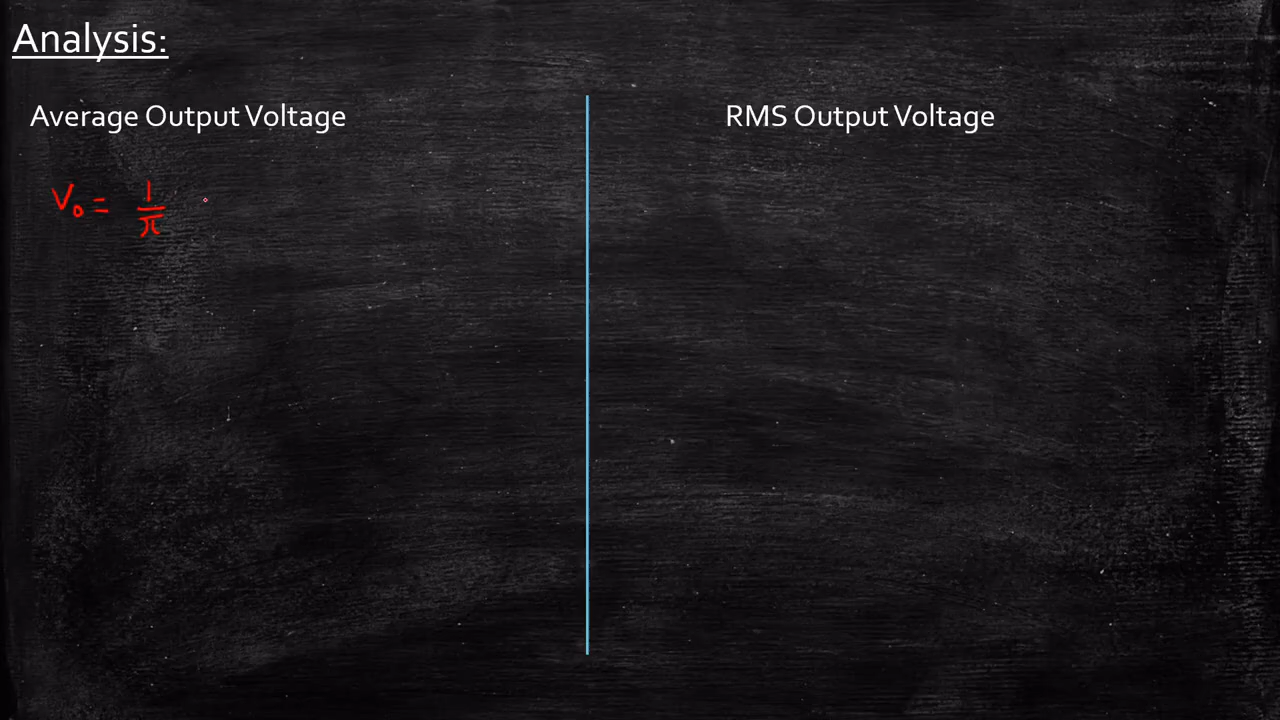 Analysis:
Average Output Voltage
V₀ = 1/π
RMS Output Voltage